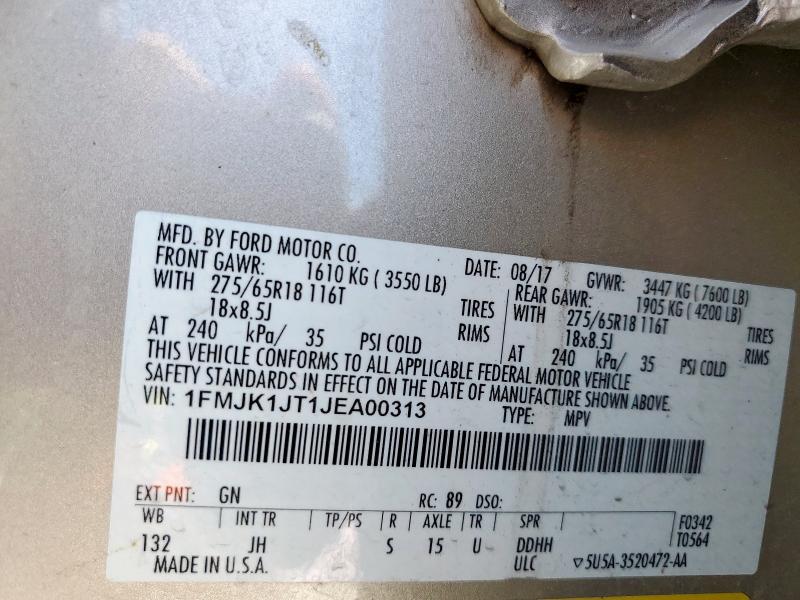 MFD. BY FORD MOTOR CO.
DATE: 08/17 GVWR: 3447 KG ( 7600 LB)
FRONT GAWR: 1610 KG ( 3550 LB) REAR GAWR: 1905 KG ( 4200 LB)
WITH 275/65R18 116T TIRES WITH 275/65R18 116T TIRES
18x8.5J RIMS 18x8.5J RIMS
AT 240 kPa/ 35 PSI COLD AT 240 kPa/ 35 PSI COLD
THIS VEHICLE CONFORMS TO ALL APPLICABLE FEDERAL MOTOR VEHICLE
SAFETY STANDARDS IN EFFECT ON THE DATE OF MANUFACTURE SHOWN ABOVE.
VIN: 1FMJK1JT1JEA00313 TYPE: MPV
EXT PNT: GN RC: 89 DSO:
WB INT TR TP/PS R AXLE TR SPR F0342
132 JH S 15 U DDHH T0564
MADE IN U.S.A. ULC ▽5U5A-3520472-AA